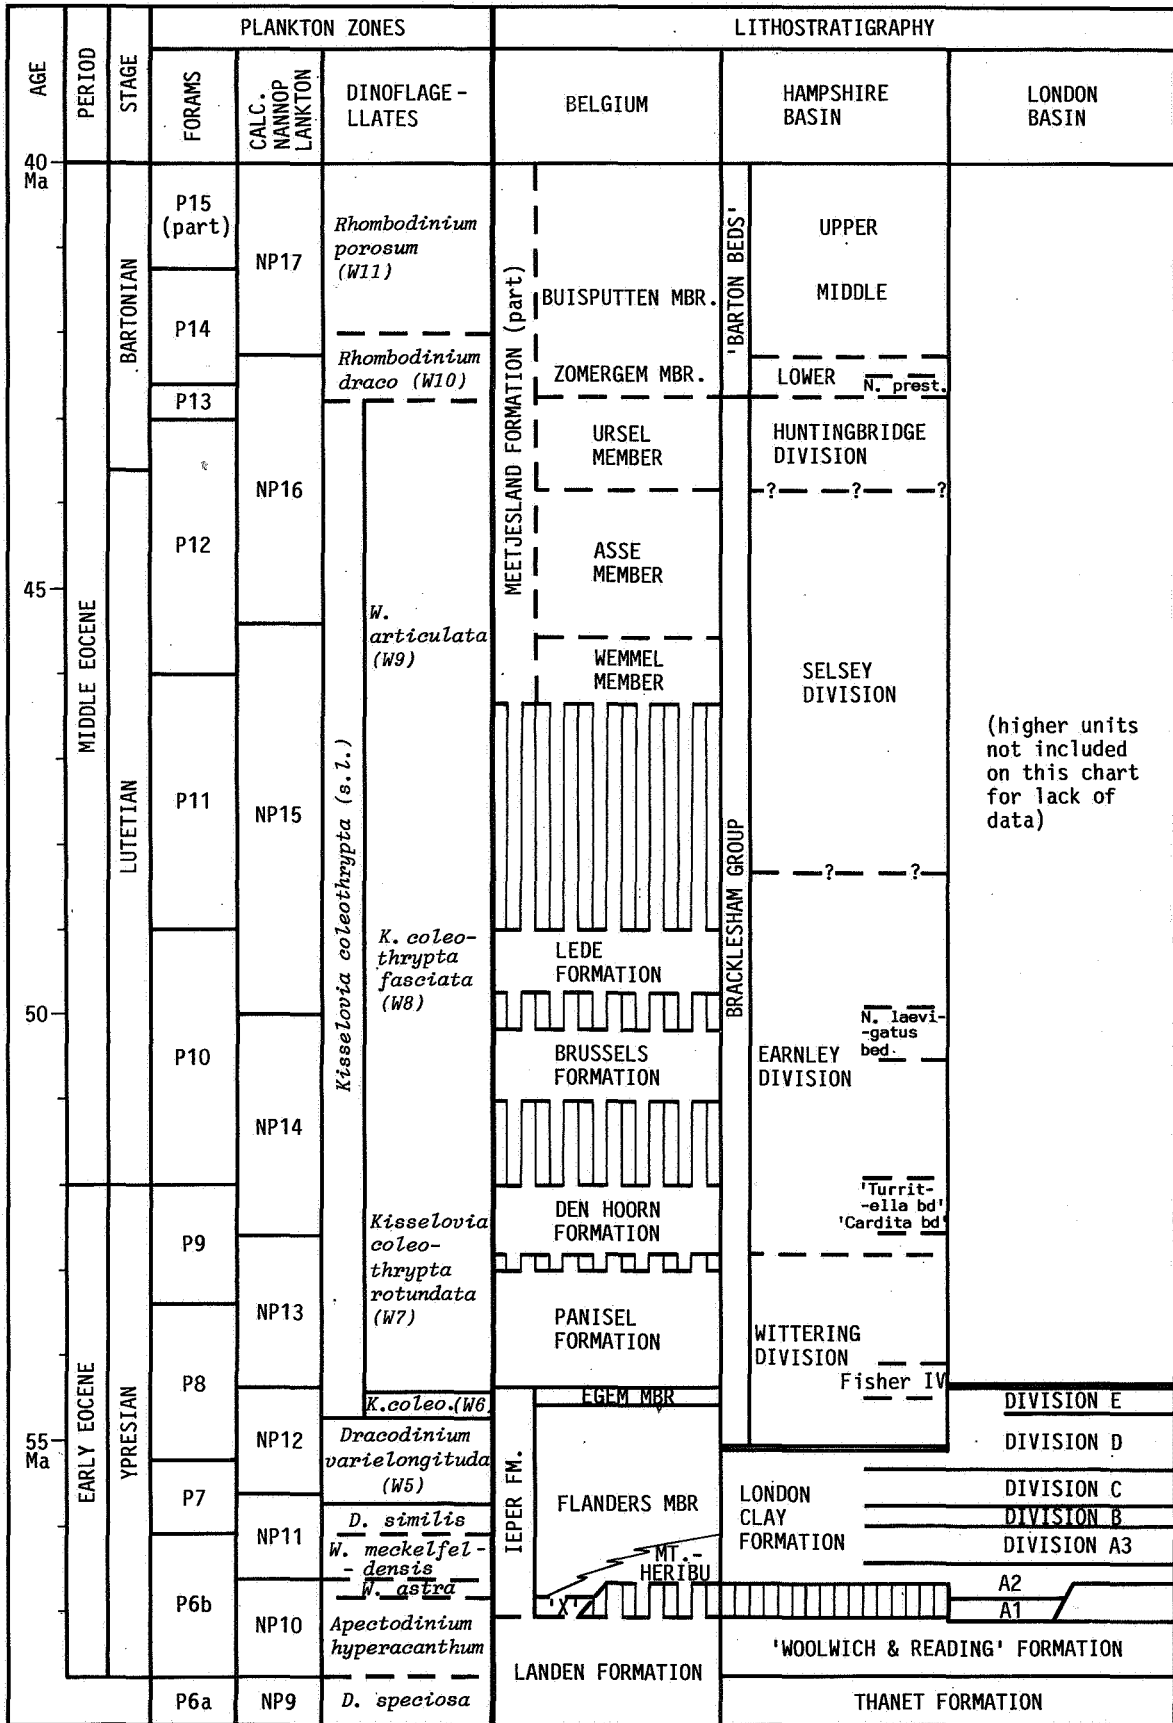 PLANKTON ZONES
LITHOSTRATIGRAPHY
AGE
PERIOD
STAGE
FORAMS
CALC.
NANNOP
LANKTON
DINOFLAGE-
LLATES
BELGIUM
HAMPSHIRE
BASIN
LONDON
BASIN
40
Ma
45
50
55
Ma
MIDDLE EOCENE
EARLY EOCENE
BARTONIAN
LUTETIAN
YPRESIAN
P15
(part)
P14
P13
P12
P11
P10
P9
P8
P7
P6b
P6a
NP17
NP16
NP15
NP14
NP13
NP12
NP11
NP10
NP9
Rhombodinium
porosum
(W11)
Rhombodinium
draco (W10)
Kisselovia coleothrypta (s.l.)
W.
articulata
(W9)
K. coleo-
thrypta
fasciata
(W8)
Kisselovia
coleo-
thrypta
rotundata
(W7)
K.coleo.(W6
Dracodinium
varielongituda
(W5)
D. similis
W. meckelfel-
- densis
W. astra
Apectodinium
hyperacanthum
D. speciosa
MEETJESLAND FORMATION (part)
BUISPUTTEN MBR.
ZOMERGEM MBR.
URSEL
MEMBER
ASSE
MEMBER
WEMMEL
MEMBER
LEDE
FORMATION
BRUSSELS
FORMATION
DEN HOORN
FORMATION
PANISEL
FORMATION
IEPER FM.
EGEM MBR
FLANDERS MBR
MT.-
HERIBU
'X'
LANDEN FORMATION
'BARTON BEDS'
UPPER
MIDDLE
LOWER
N. prest.
BRACKLESHAM GROUP
HUNTINGBRIDGE
DIVISION
? ? ?
SELSEY
DIVISION
? ?
N. laevi-
-gatus
bed
EARNLEY
DIVISION
'Turrit-
-ella bd'
'Cardita bd'
WITTERING
DIVISION
Fisher IV
LONDON
CLAY
FORMATION
(higher units
not included
on this chart
for lack of
data)
DIVISION E
DIVISION D
DIVISION C
DIVISION B
DIVISION A3
A2
A1
'WOOLWICH & READING' FORMATION
THANET FORMATION